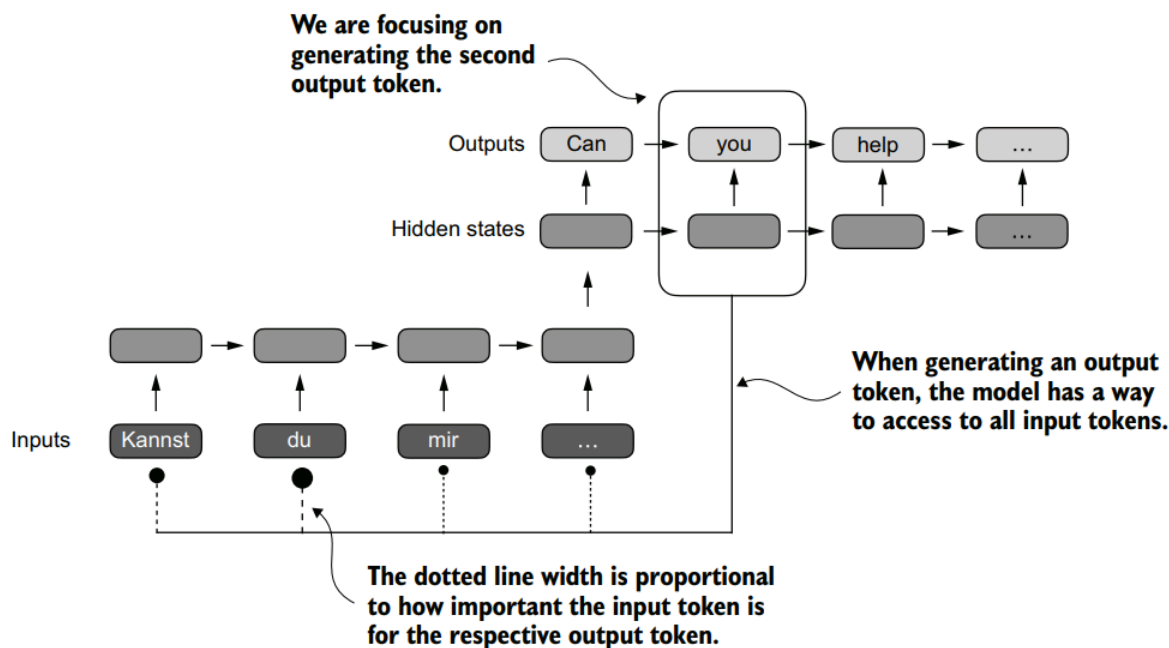 We are focusing on
generating the second
output token.
Outputs
Can
you
help
...
Hidden states
...
When generating an output
token, the model has a way
to access to all input tokens.
Inputs
Kannst
du
mir
...
The dotted line width is proportional
to how important the input token is
for the respective output token.